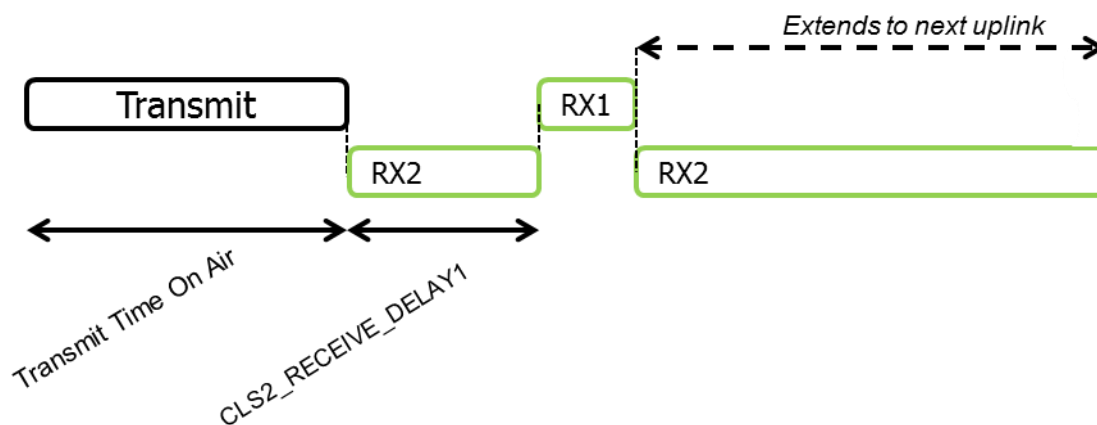 Extends to next uplink
Transmit
RX1
RX2
RX2
Transmit Time On Air
CLS2_RECEIVE_DELAY1